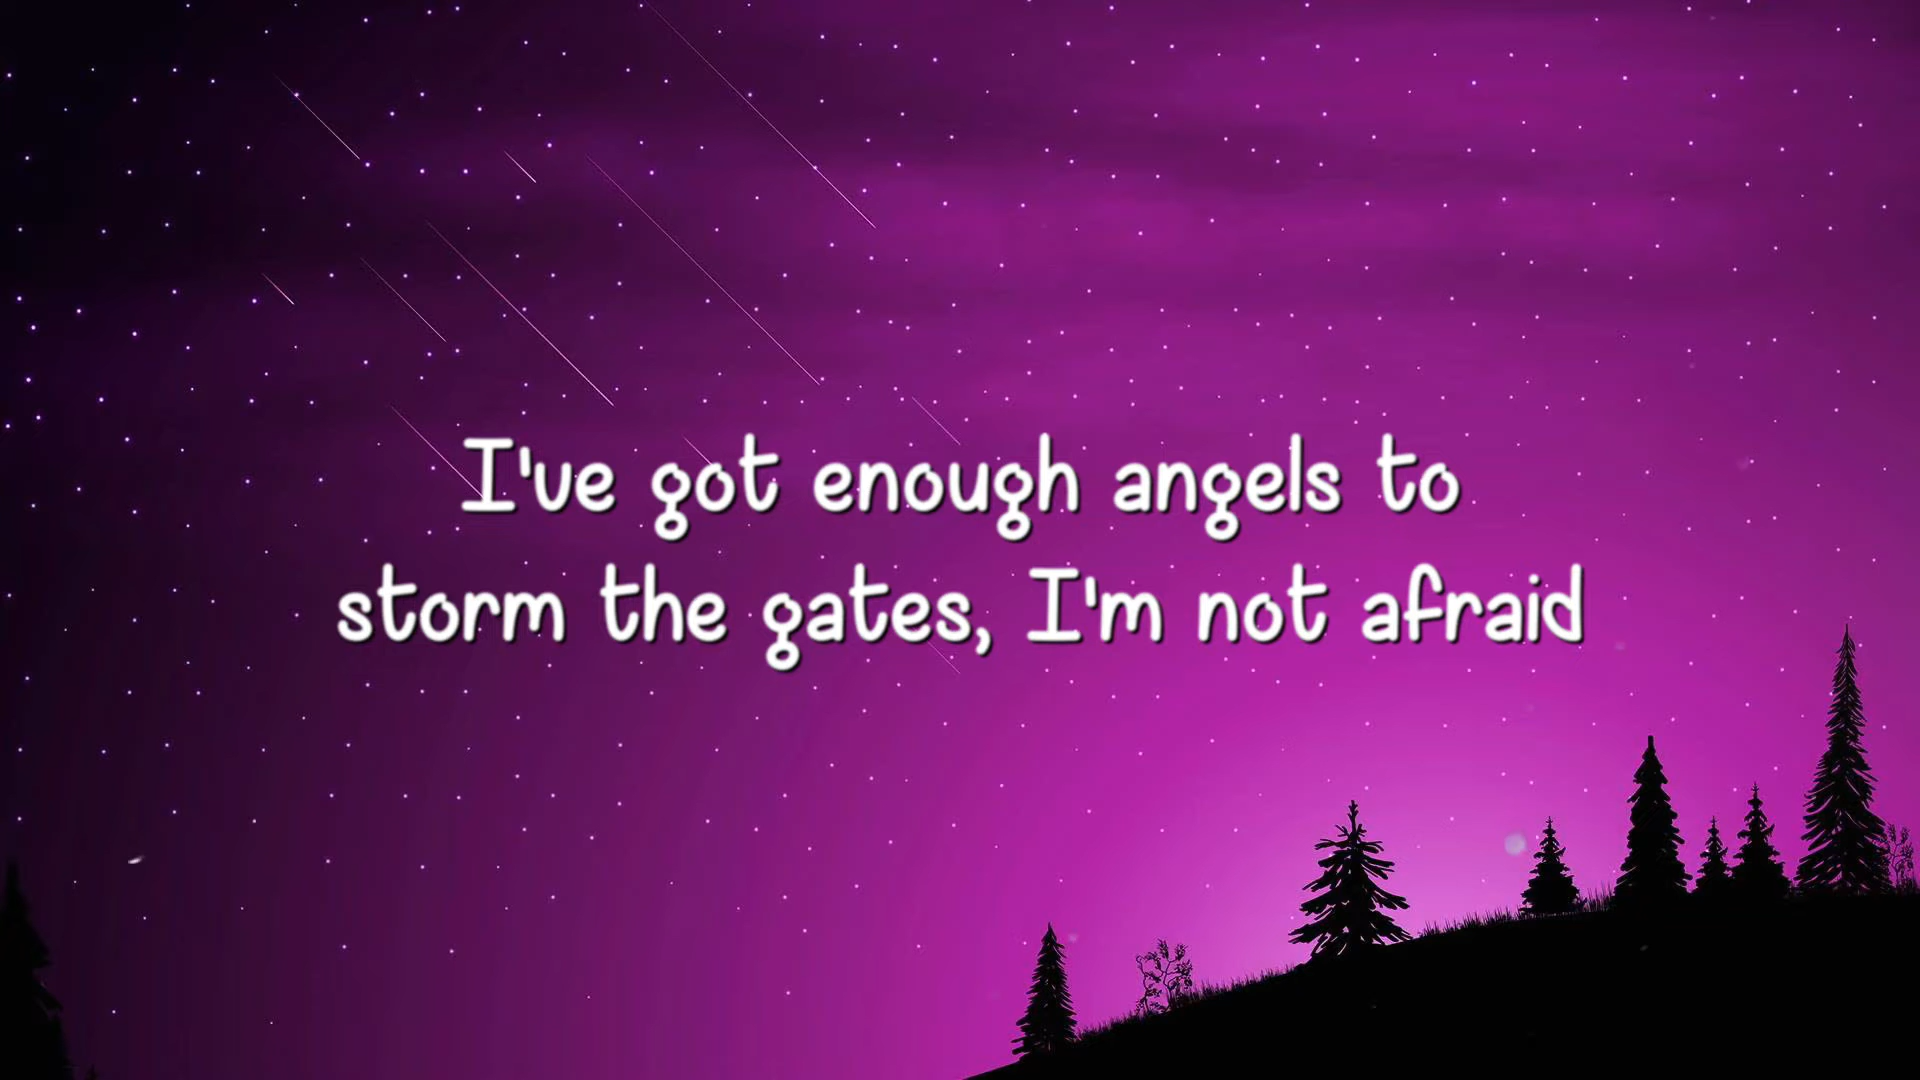 I've got enough angels to
storm the gates, I'm not afraid